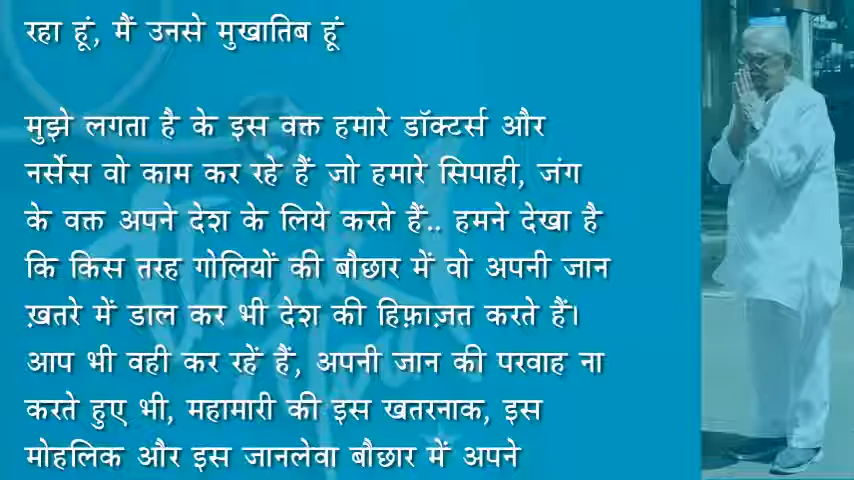 रहा हूं, मैं उनसे मुखातिब हूं
मुझे लगता है के इस वक्त हमारे डॉक्टर्स और
नर्सेस वो काम कर रहे हैं जो हमारे सिपाही, जंग
के वक्त अपने देश के लिये करते हैं.. हमने देखा है
कि किस तरह गोलियों की बौछार में वो अपनी जान
ख़तरे में डाल कर भी देश की हिफ़ाज़त करते हैं।
आप भी वही कर रहें हैं, अपनी जान की परवाह ना
करते हुए भी, महामारी की इस खतरनाक, इस
मोहलिक और इस जानलेवा बौछार में अपने